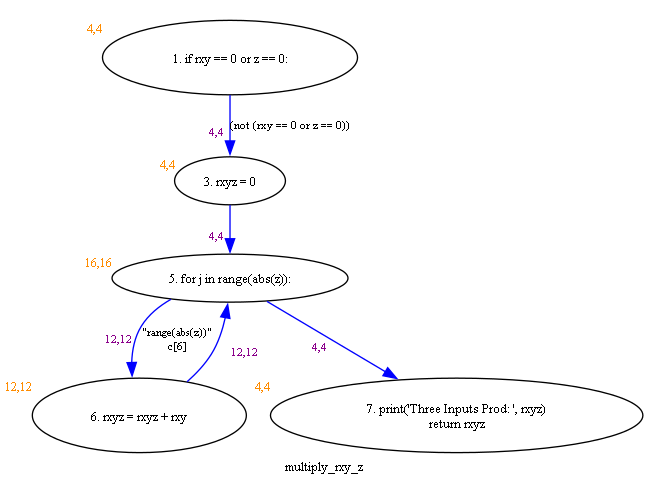 4,4
1. if rxy == 0 or z == 0:
(not (rxy == 0 or z == 0))
4,4
4,4
3. rxyz = 0
4,4
16,16
5. for j in range(abs(z)):
"range(abs(z))"
12,12
c[6]
4,4
12,12
12,12
4,4
6. rxyz = rxyz + rxy
7. print('Three Inputs Prod: ', rxyz)
return rxyz
multiply_rxy_z